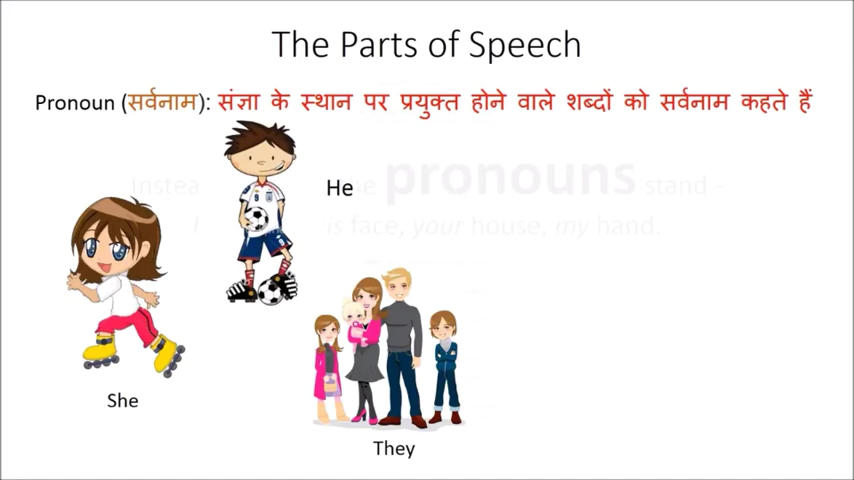 The Parts of Speech
Pronoun (सर्वनाम): संज्ञा के स्थान पर प्रयुक्त होने वाले शब्दों को सर्वनाम कहते हैं
pronouns stand -
is face, your house, my hand.
He
She
They